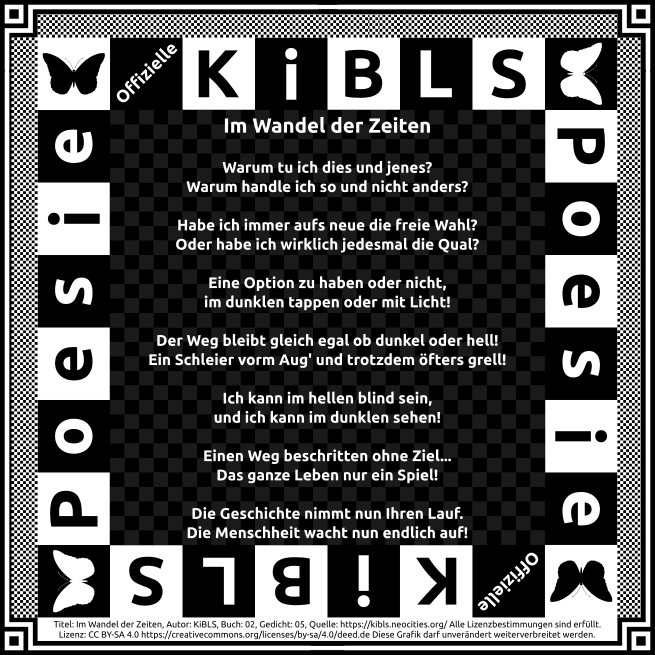 Offizielle KiBLS
Poesie
Poesie
Im Wandel der Zeiten
Warum tu ich dies und jenes?
Warum handle ich so und nicht anders?
Habe ich immer aufs neue die freie Wahl?
Oder habe ich wirklich jedesmal die Qual?
Eine Option zu haben oder nicht,
im dunklen tappen oder mit Licht!
Der Weg bleibt gleich egal ob dunkel oder hell!
Ein Schleier vorm Aug' und trotzdem öfters grell!
Ich kann im hellen blind sein,
und ich kann im dunklen sehen!
Einen Weg beschritten ohne Ziel...
Das ganze Leben nur ein Spiel!
Die Geschichte nimmt nun Ihren Lauf.
Die Menschheit wacht nun endlich auf!
Offizielle KiBLS
Titel: Im Wandel der Zeiten, Autor: KiBLS, Buch: 02, Gedicht: 05, Quelle: https://kibls.neocities.org/ Alle Lizenzbestimmungen sind erfüllt.
Lizenz: CC BY-SA 4.0 https://creativecommons.org/licenses/by-sa/4.0/deed.de Diese Grafik darf unverändert weiterverbreitet werden.